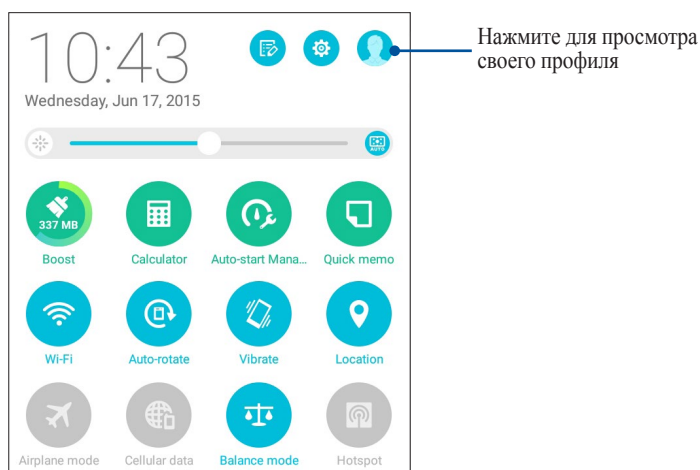 10:43
Wednesday, Jun 17, 2015
Нажмите для просмотра
своего профиля
AUTO
337 MB
Boost
Calculator
Auto-start Mana...
Quick memo
Wi-Fi
Auto-rotate
Vibrate
Location
Airplane mode
Cellular data
Balance mode
Hotspot